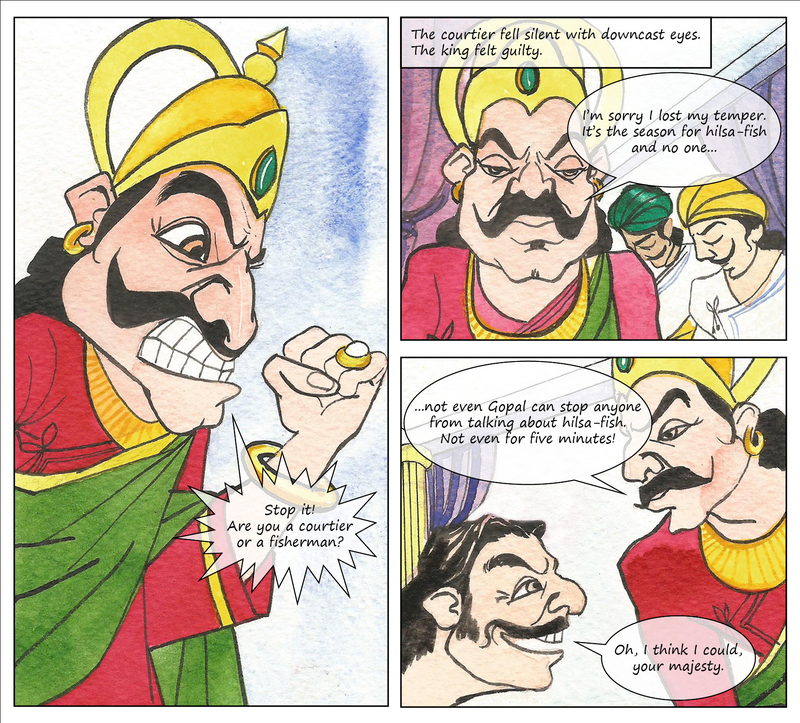 Stop it!
Are you a courtier
or a fisherman?
The courtier fell silent with downcast eyes.
The king felt guilty.
I'm sorry I lost my temper.
It's the season for hilsa-fish
and no one...
...not even Gopal can stop anyone
from talking about hilsa-fish.
Not even for five minutes!
Oh, I think I could,
your majesty.